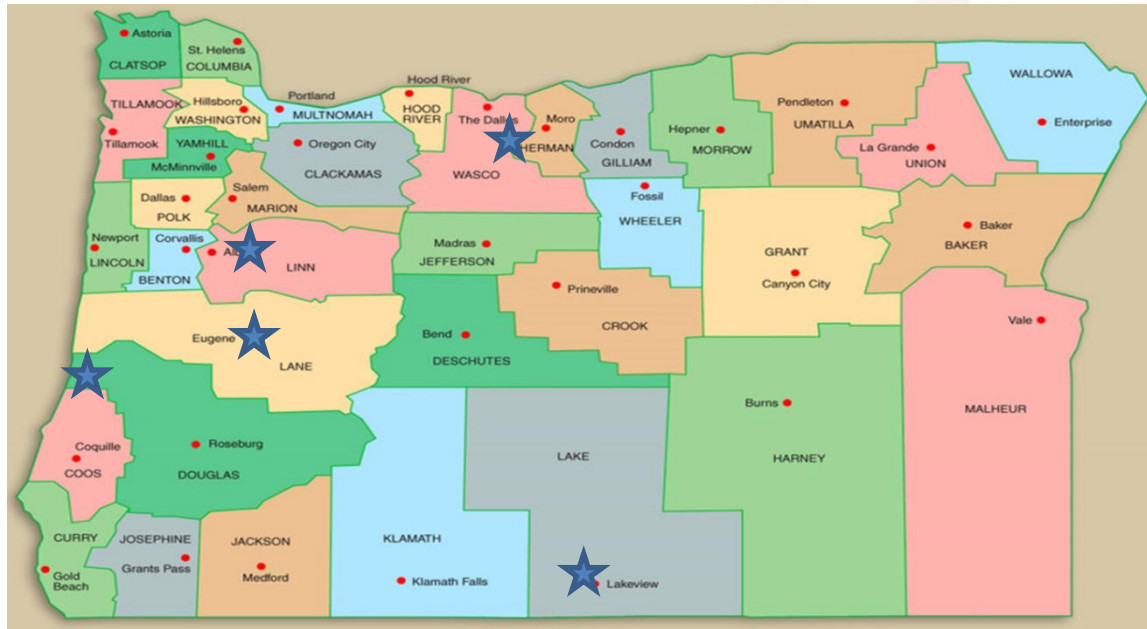 Astoria
CLATSOP
St. Helens
COLUMBIA
Hood River
Portland
MULTNOMAH
TILLAMOOK
Hillsboro
WASHINGTON
HOOD
RIVER
The Dalles
Moro
HERMAN
Condon
GILLIAM
Hepner
MORROW
Pendleton
UMATILLA
WALLOWA
Enterprise
La Grande
UNION
Tillamook
YAMHILL
McMinnville
Oregon City
CLACKAMAS
WASCO
Fossil
WHEELER
Dallas
POLK
Salem
MARION
Newport
LINCOLN
Corvallis
BENTON
Alb
LINN
Madras
JEFFERSON
GRANT
Canyon City
Baker
BAKER
Prineville
CROOK
Eugene
LANE
Bend
DESCHUTES
Vale
MALHEUR
Burns
HARNEY
Coquille
COOS
Roseburg
DOUGLAS
LAKE
CURRY
Gold
Beach
JOSEPHINE
Grants Pass
JACKSON
Medford
KLAMATH
Klamath Falls
Lakeview